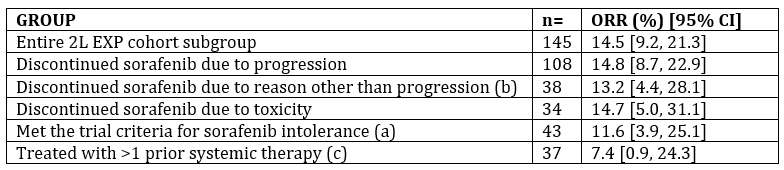 GROUP n= ORR (%) [95% CI]
Entire 2L EXP cohort subgroup 145 14.5 [9.2, 21.3]
Discontinued sorafenib due to progression 108 14.8 [8.7, 22.9]
Discontinued sorafenib due to reason other than progression (b) 38 13.2 [4.4, 28.1]
Discontinued sorafenib due to toxicity 34 14.7 [5.0, 31.1]
Met the trial criteria for sorafenib intolerance (a) 43 11.6 [3.9, 25.1]
Treated with >1 prior systemic therapy (c) 37 7.4 [0.9, 24.3]